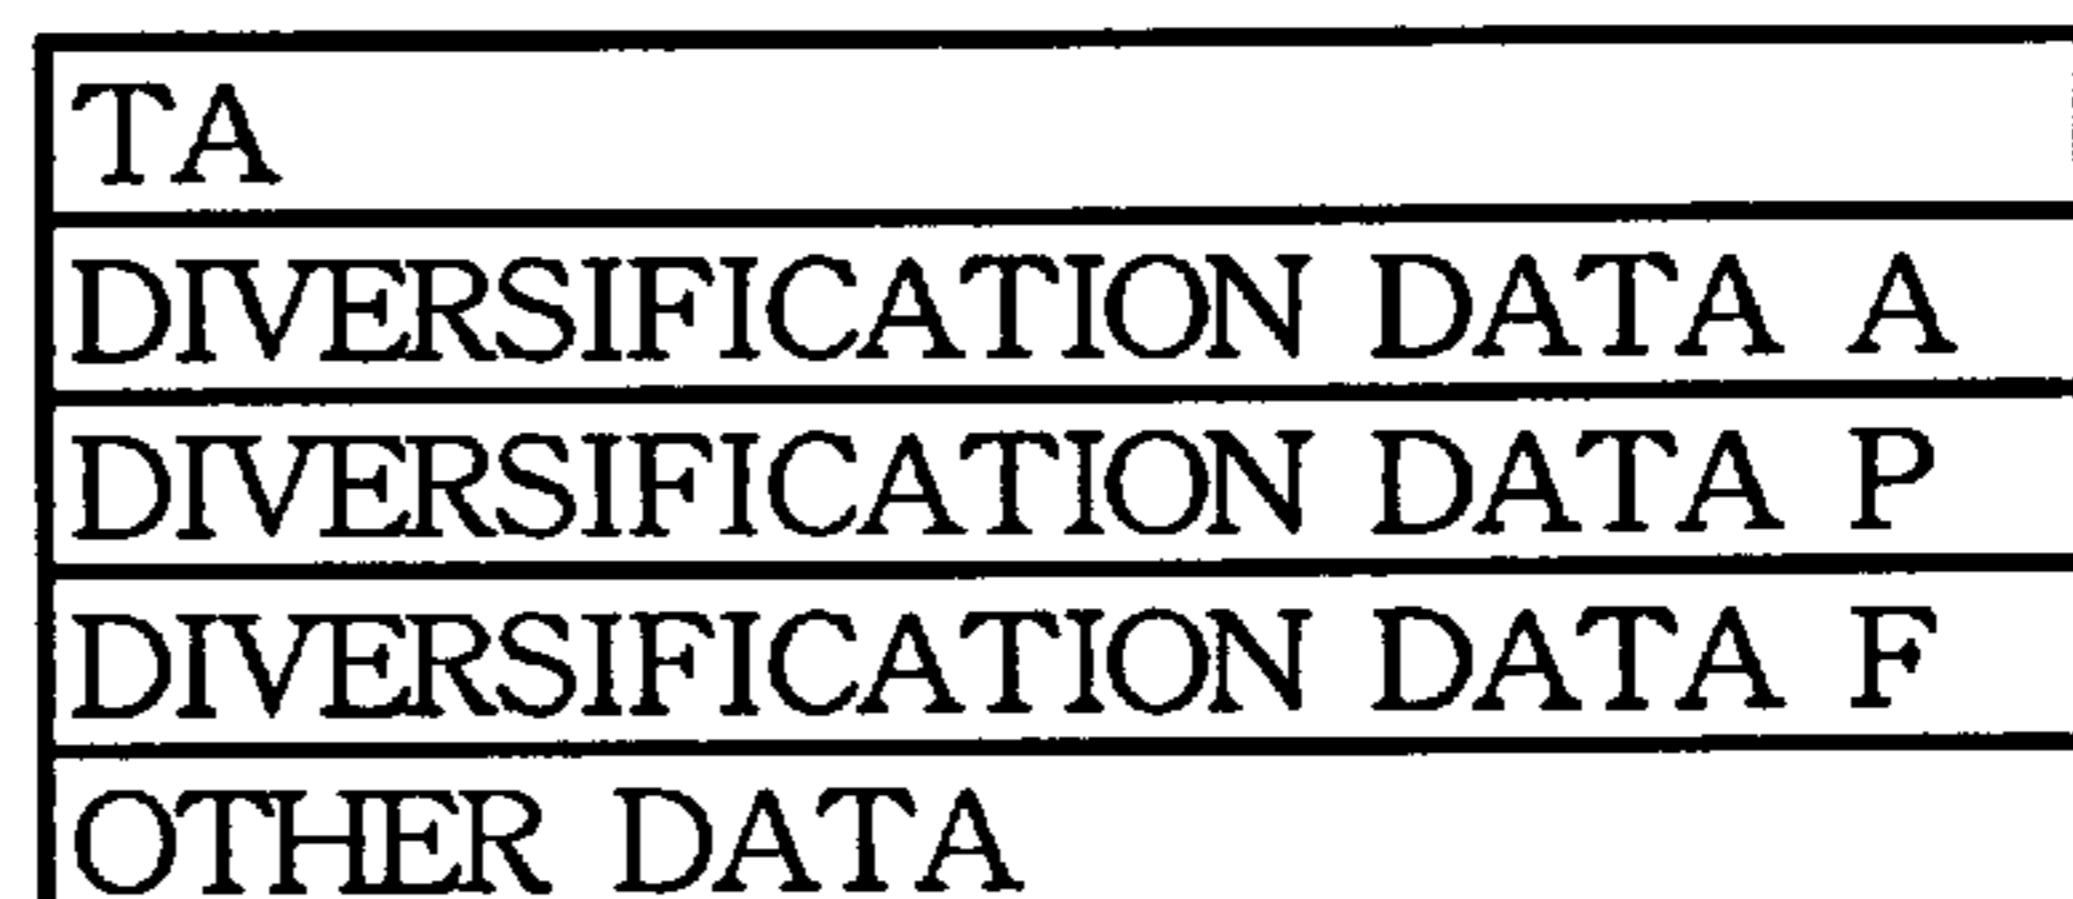 TA
DIVERSIFICATION DATA A
DIVERSIFICATION DATA P
DIVERSIFICATION DATA F
OTHER DATA